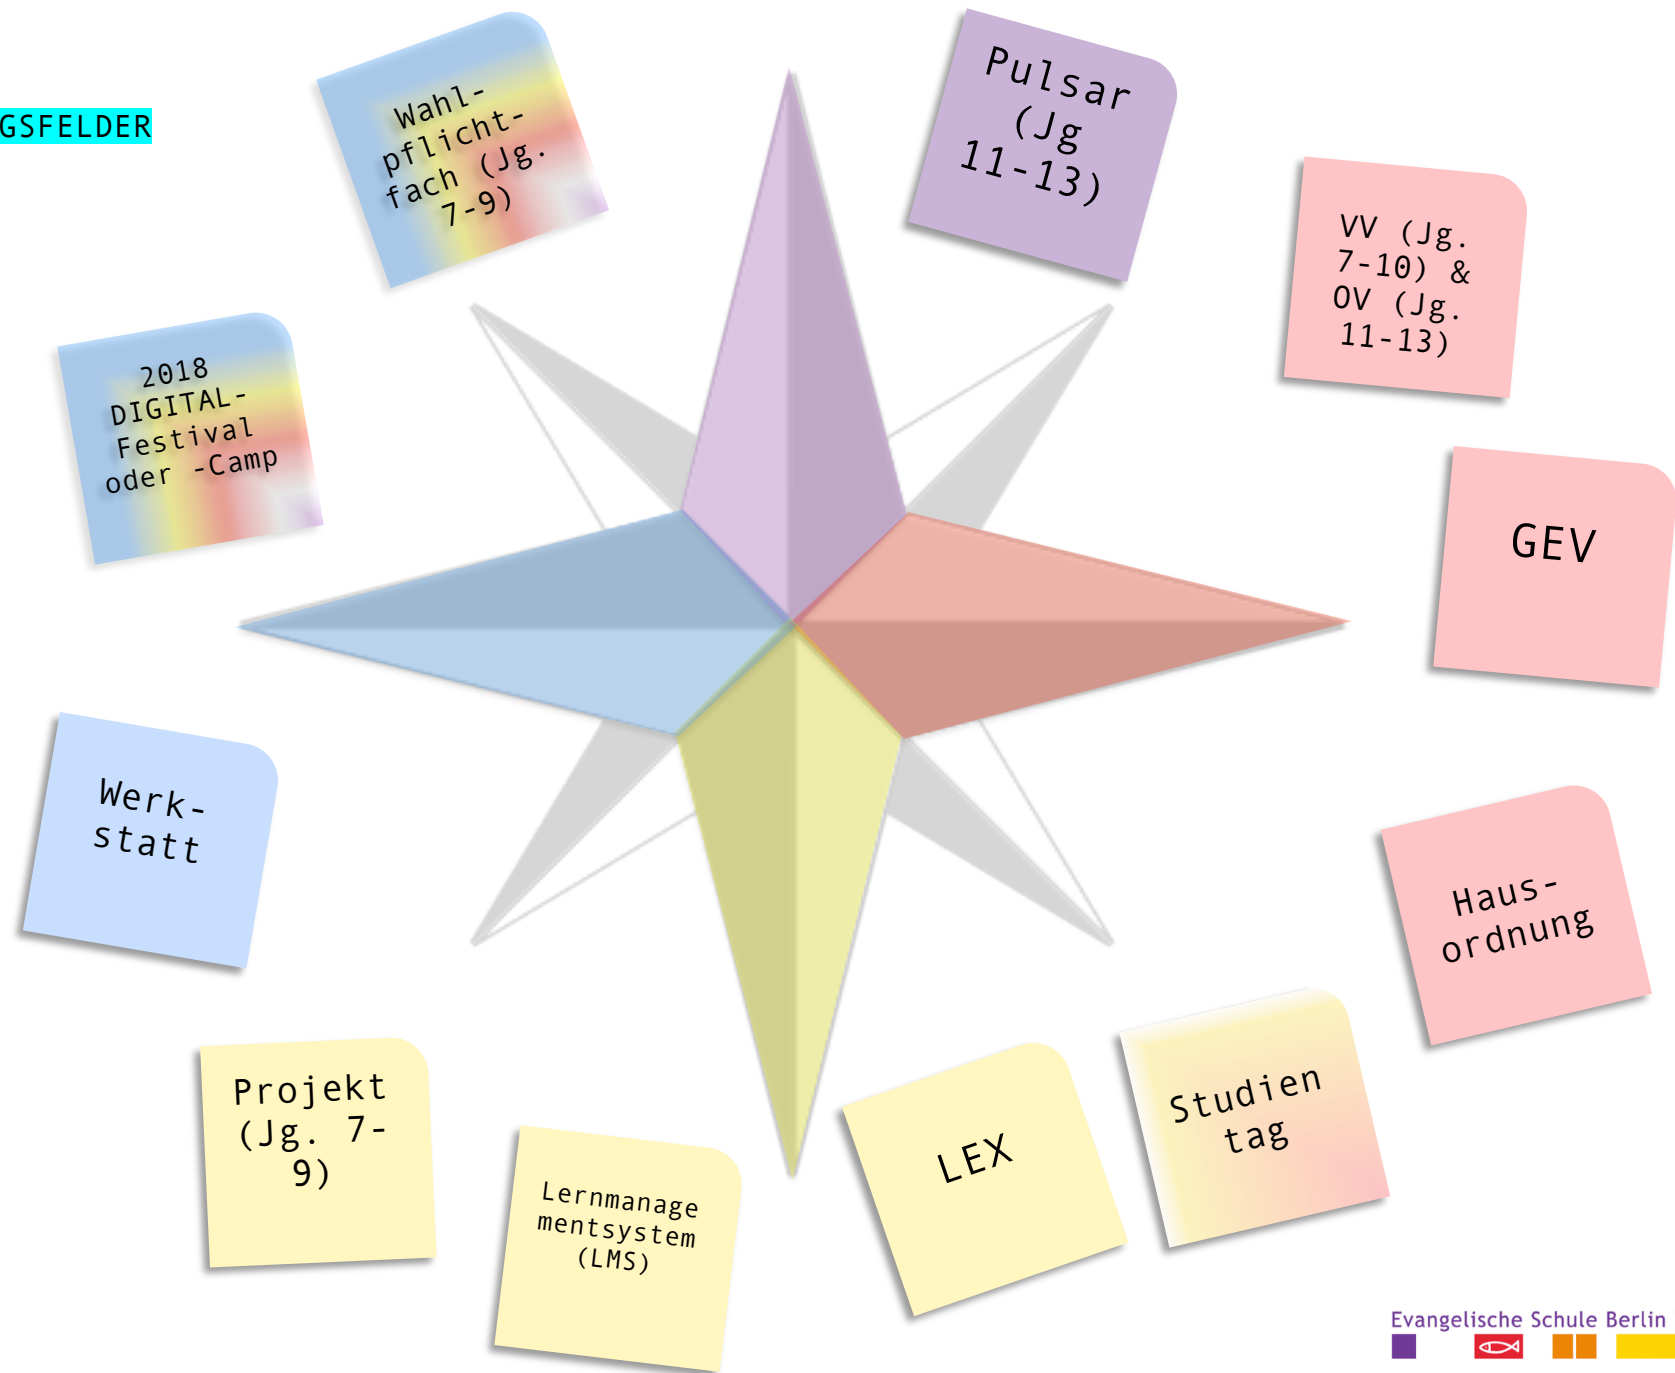 GSFELDER
Wahl-
pflicht-
fach (Jg.
7-9)
Pulsar
(Jg
11-13)
VV (Jg.
7-10) &
OV (Jg.
11-13)
2018
DIGITAL-
Festival
oder -Camp
GEV
Werk-
statt
Haus-
ordnung
Projekt
(Jg. 7-
9)
Lernmanage
mentsystem
(LMS)
LEX
Studien
tag
Evangelische Schule Berlin